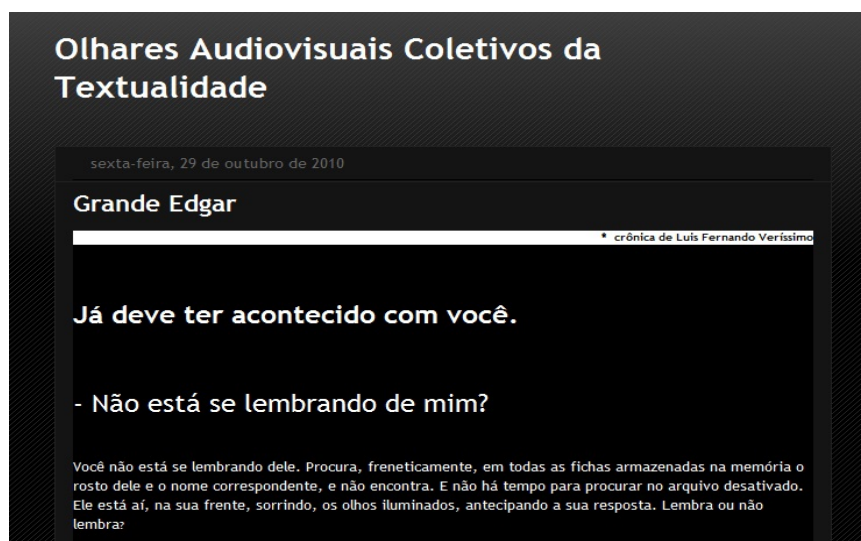 Olhares Audiovisuais Coletivos da
Textualidade
sexta-feira, 29 de outubro de 2010
Grande Edgar
* crônica de Luis Fernando Veríssimo
Já deve ter acontecido com você.
- Não está se lembrando de mim?
Você não está se lembrando dele. Procura, freneticamente, em todas as fichas armazenadas na memória o
rosto dele e o nome correspondente, e não encontra. E não há tempo para procurar no arquivo desativado.
Ele está aí, na sua frente, sorrindo, os olhos iluminados, antecipando a sua resposta. Lembra ou não
lembra?